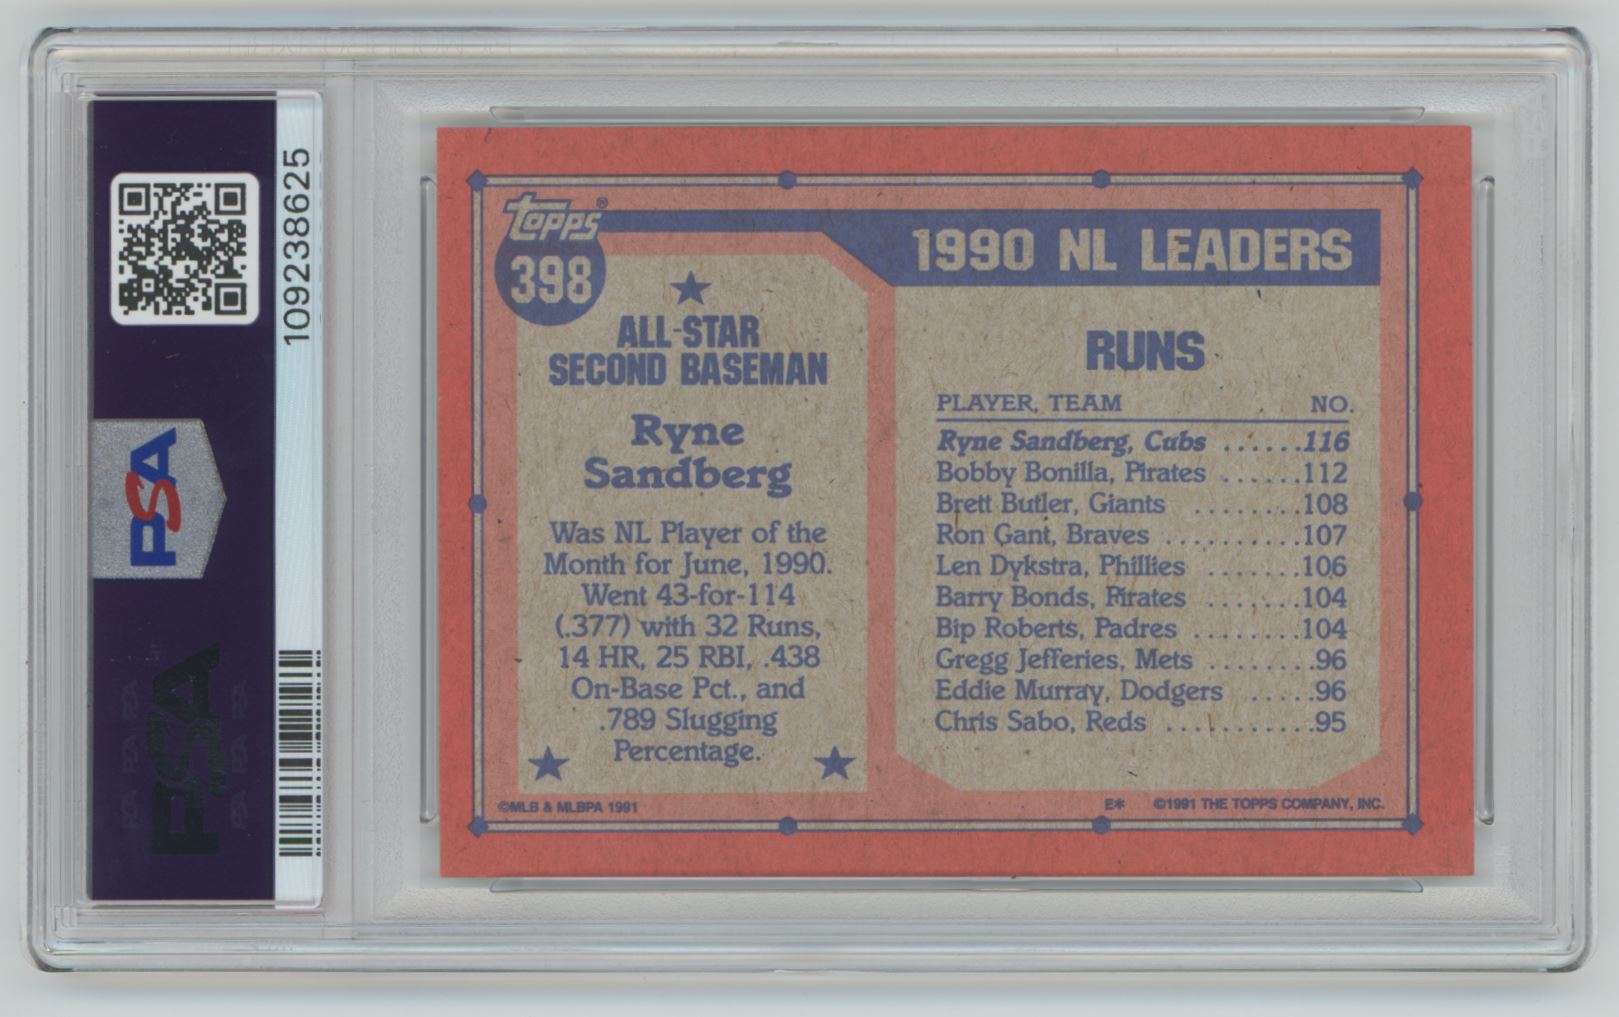 109238625
PSA
PSA
topps®
398
ALL-STAR
SECOND BASEMAN
Ryne
Sandberg
Was NL Player of the
Month for June, 1990.
Went 43-for-114
(.377) with 32 Runs,
14 HR, 25 RBI, .438
On-Base Pct., and
.789 Slugging
Percentage.
©MLB & MLBPA 1991
1990 NL LEADERS
RUNS
PLAYER, TEAM NO.
Ryne Sandberg, Cubs ......116
Bobby Bonilla, Pirates ......112
Brett Butler, Giants ........108
Ron Gant, Braves ..........107
Len Dykstra, Phillies .......106
Barry Bonds, Pirates .......104
Bip Roberts, Padres ........104
Gregg Jefferies, Mets ........96
Eddie Murray, Dodgers ......96
Chris Sabo, Reds ...........95
E* ©1991 THE TOPPS COMPANY, INC.